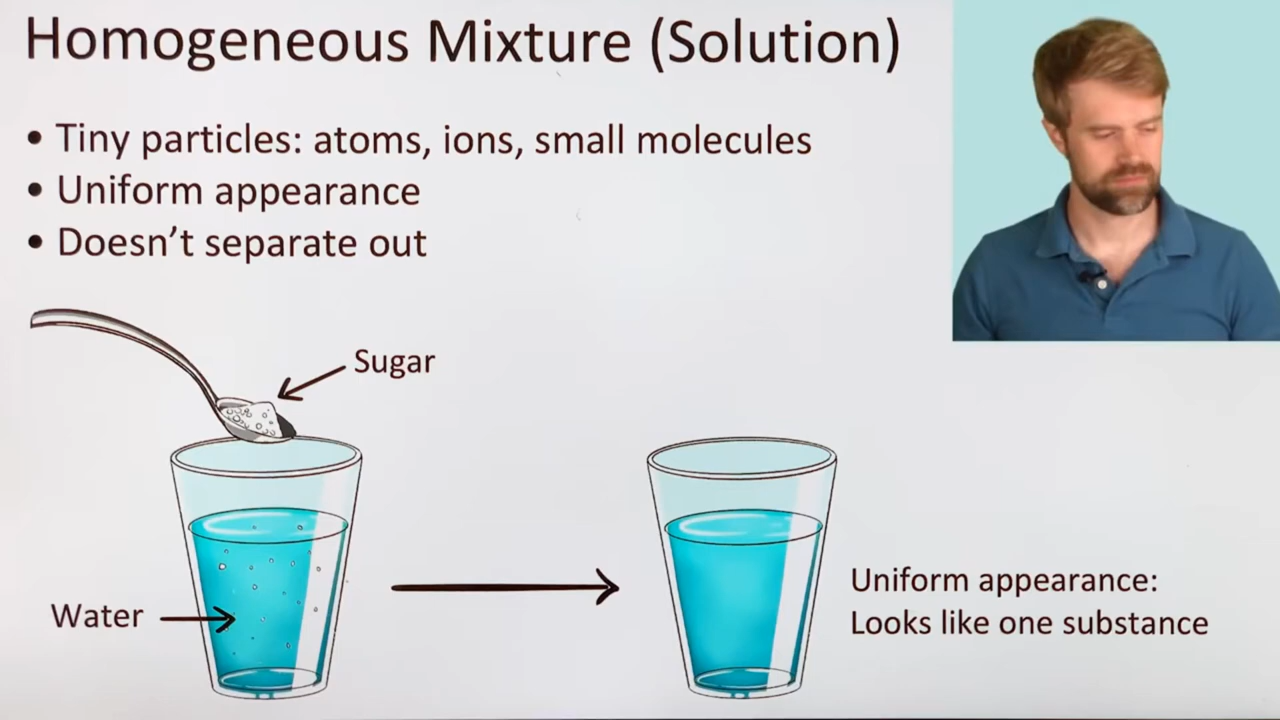 Homogeneous Mixture (Solution)
• Tiny particles: atoms, ions, small molecules
• Uniform appearance
• Doesn't separate out
Sugar
Water
Uniform appearance:
Looks like one substance